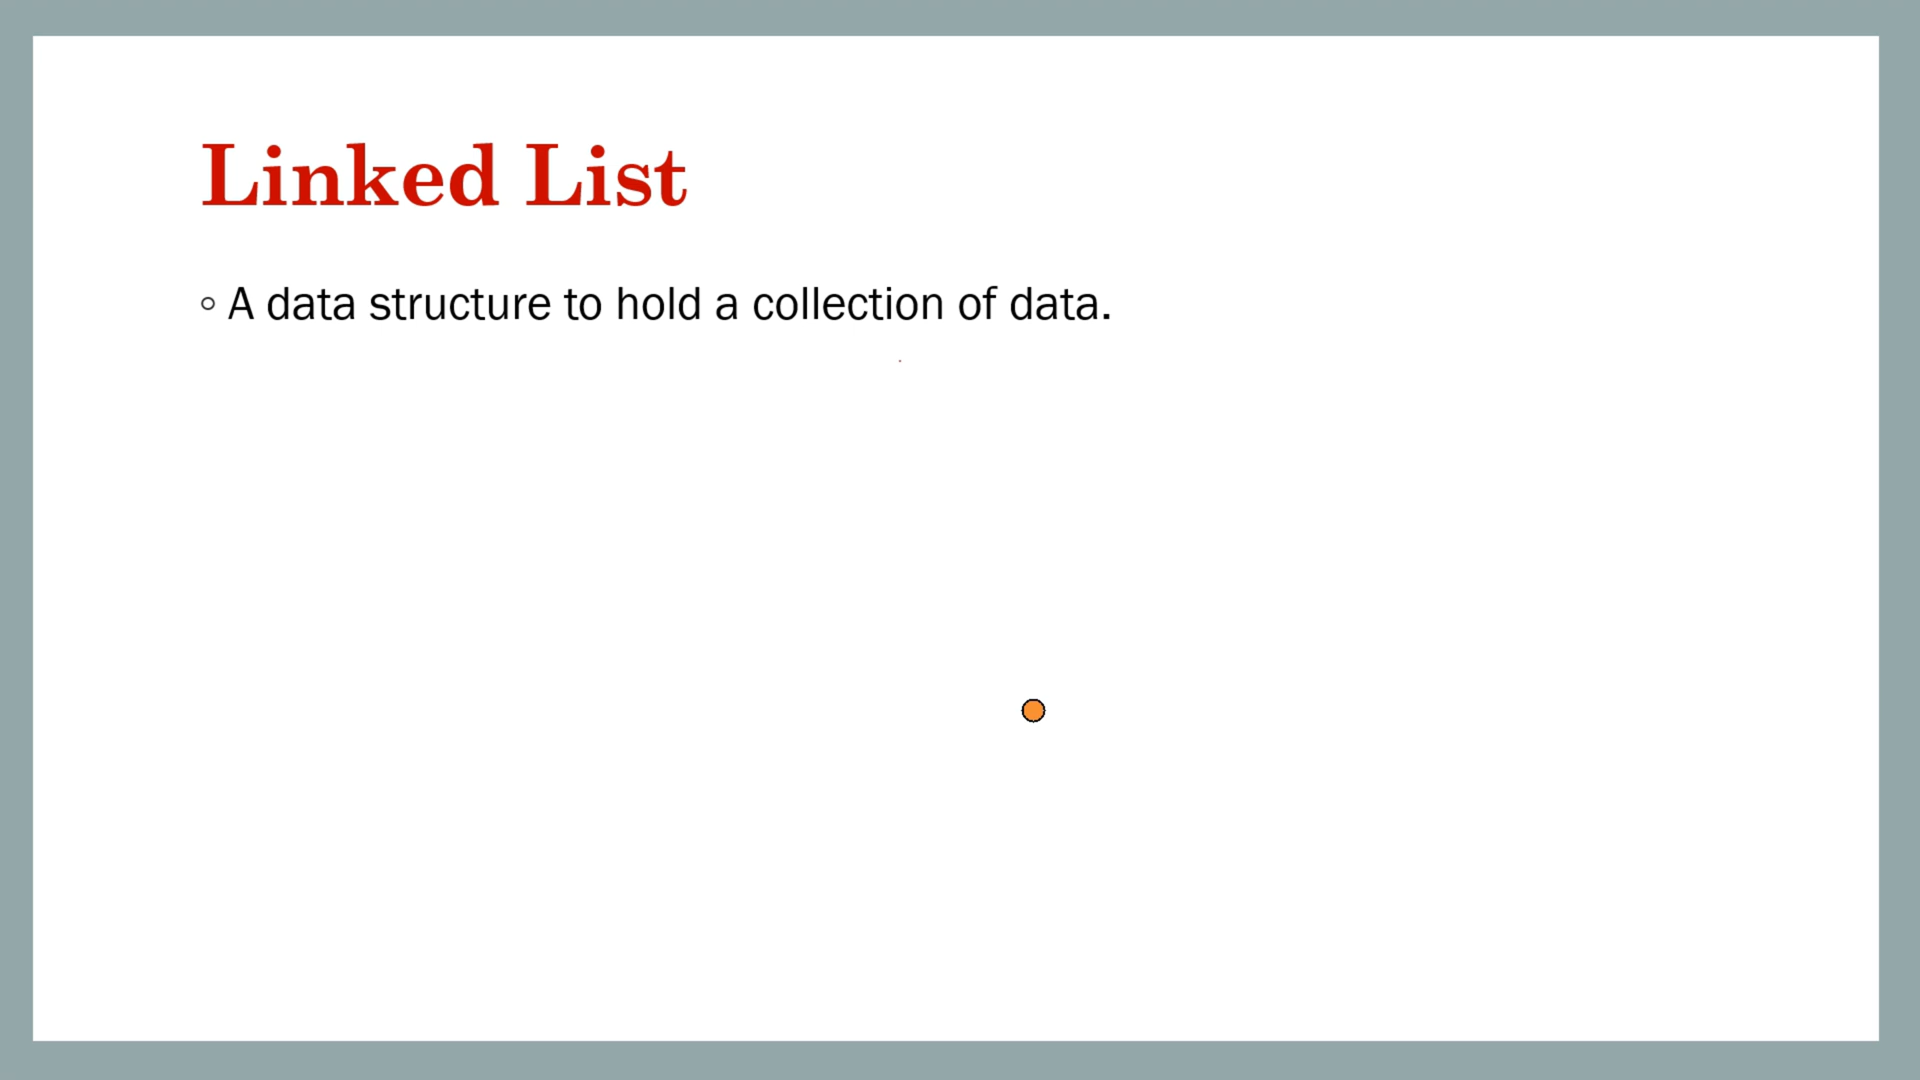 Linked List
◦ A data structure to hold a collection of data.